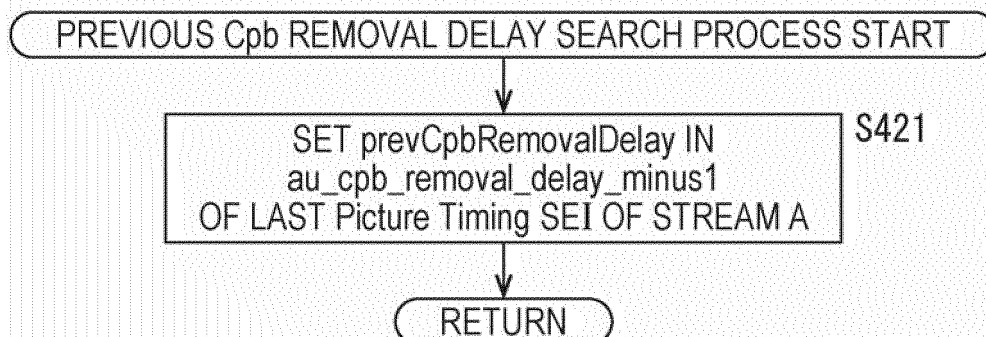 PREVIOUS Cpb REMOVAL DELAY SEARCH PROCESS START
SET prevCpbRemovalDelay IN
au_cpb_removal_delay_minus1
OF LAST Picture Timing SEI OF STREAM A
S421
RETURN